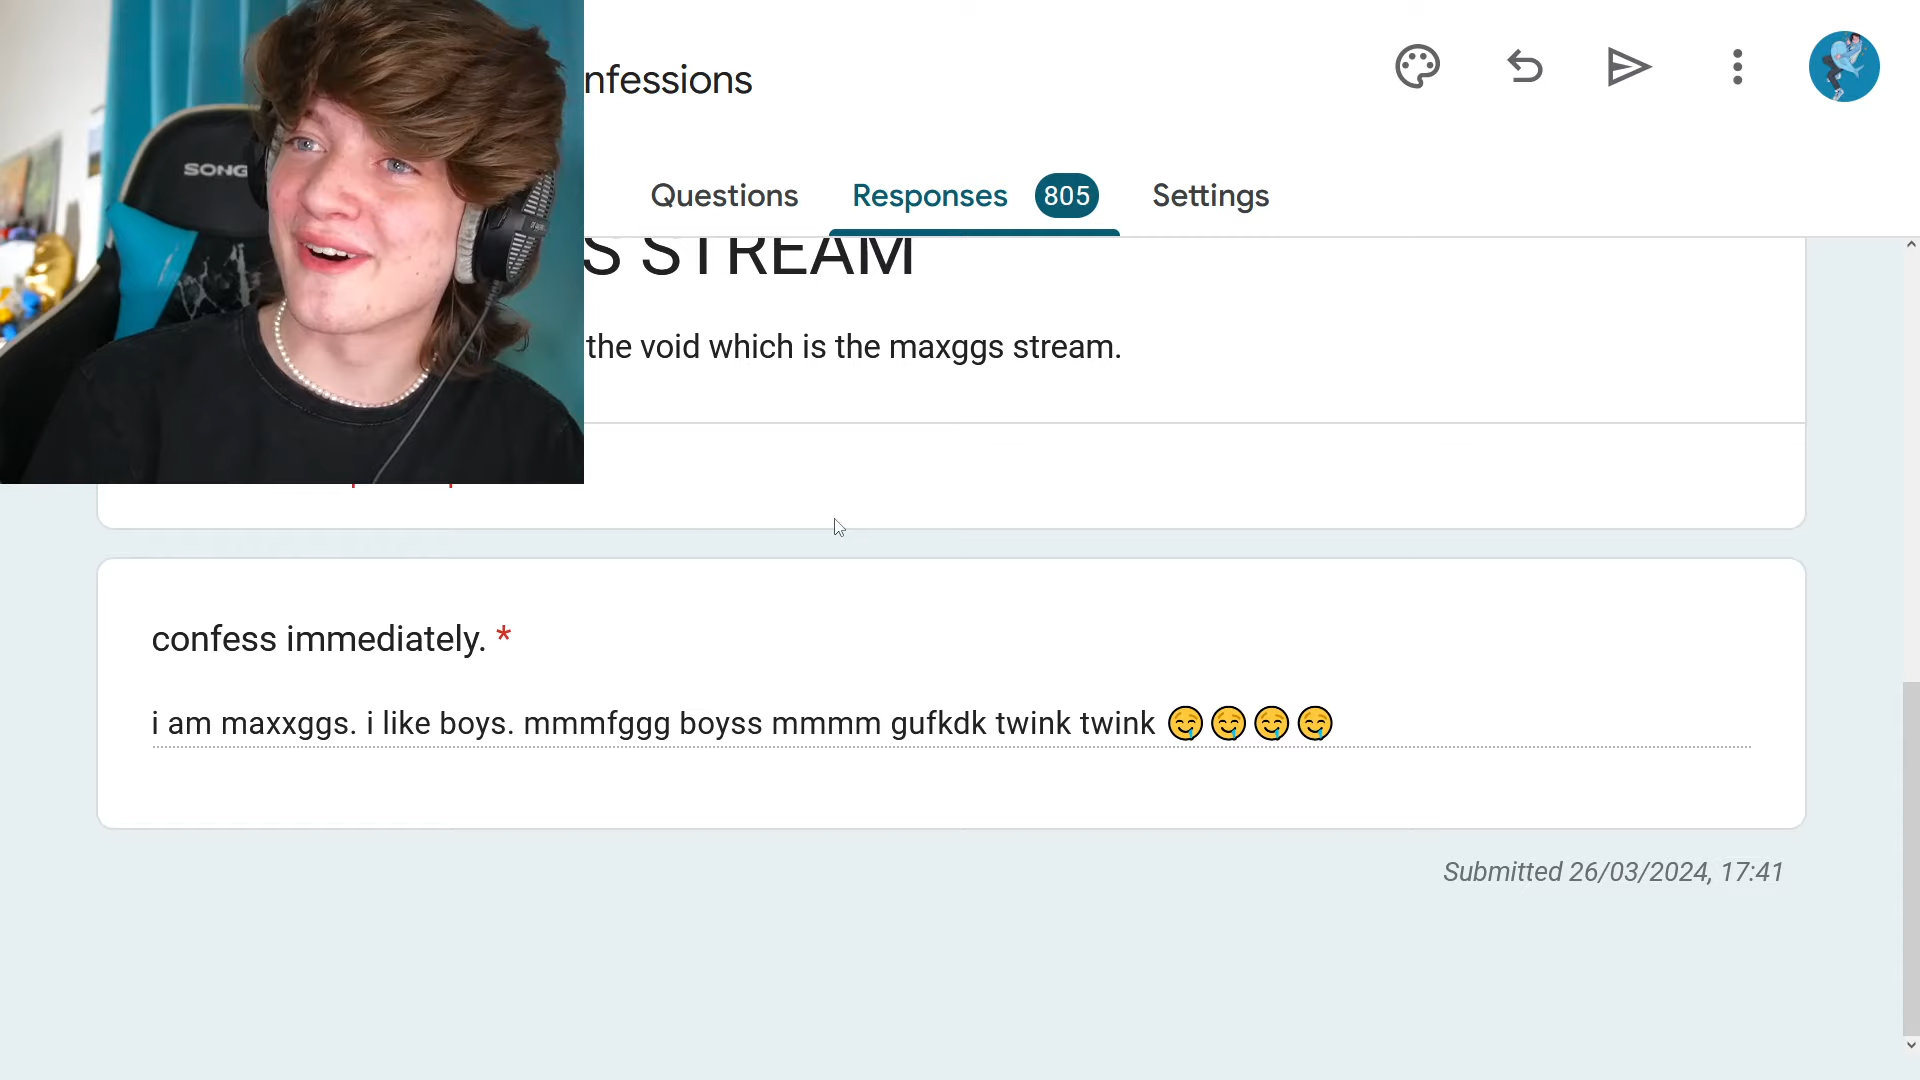 nfessions
Questions Responses 805 Settings
SONG
S STREAM
the void which is the maxggs stream.
confess immediately. *
i am maxxggs. i like boys. mmmfggg boyss mmmm gufkdk twink twink 🤤🤤🤤🤤
Submitted 26/03/2024, 17:41